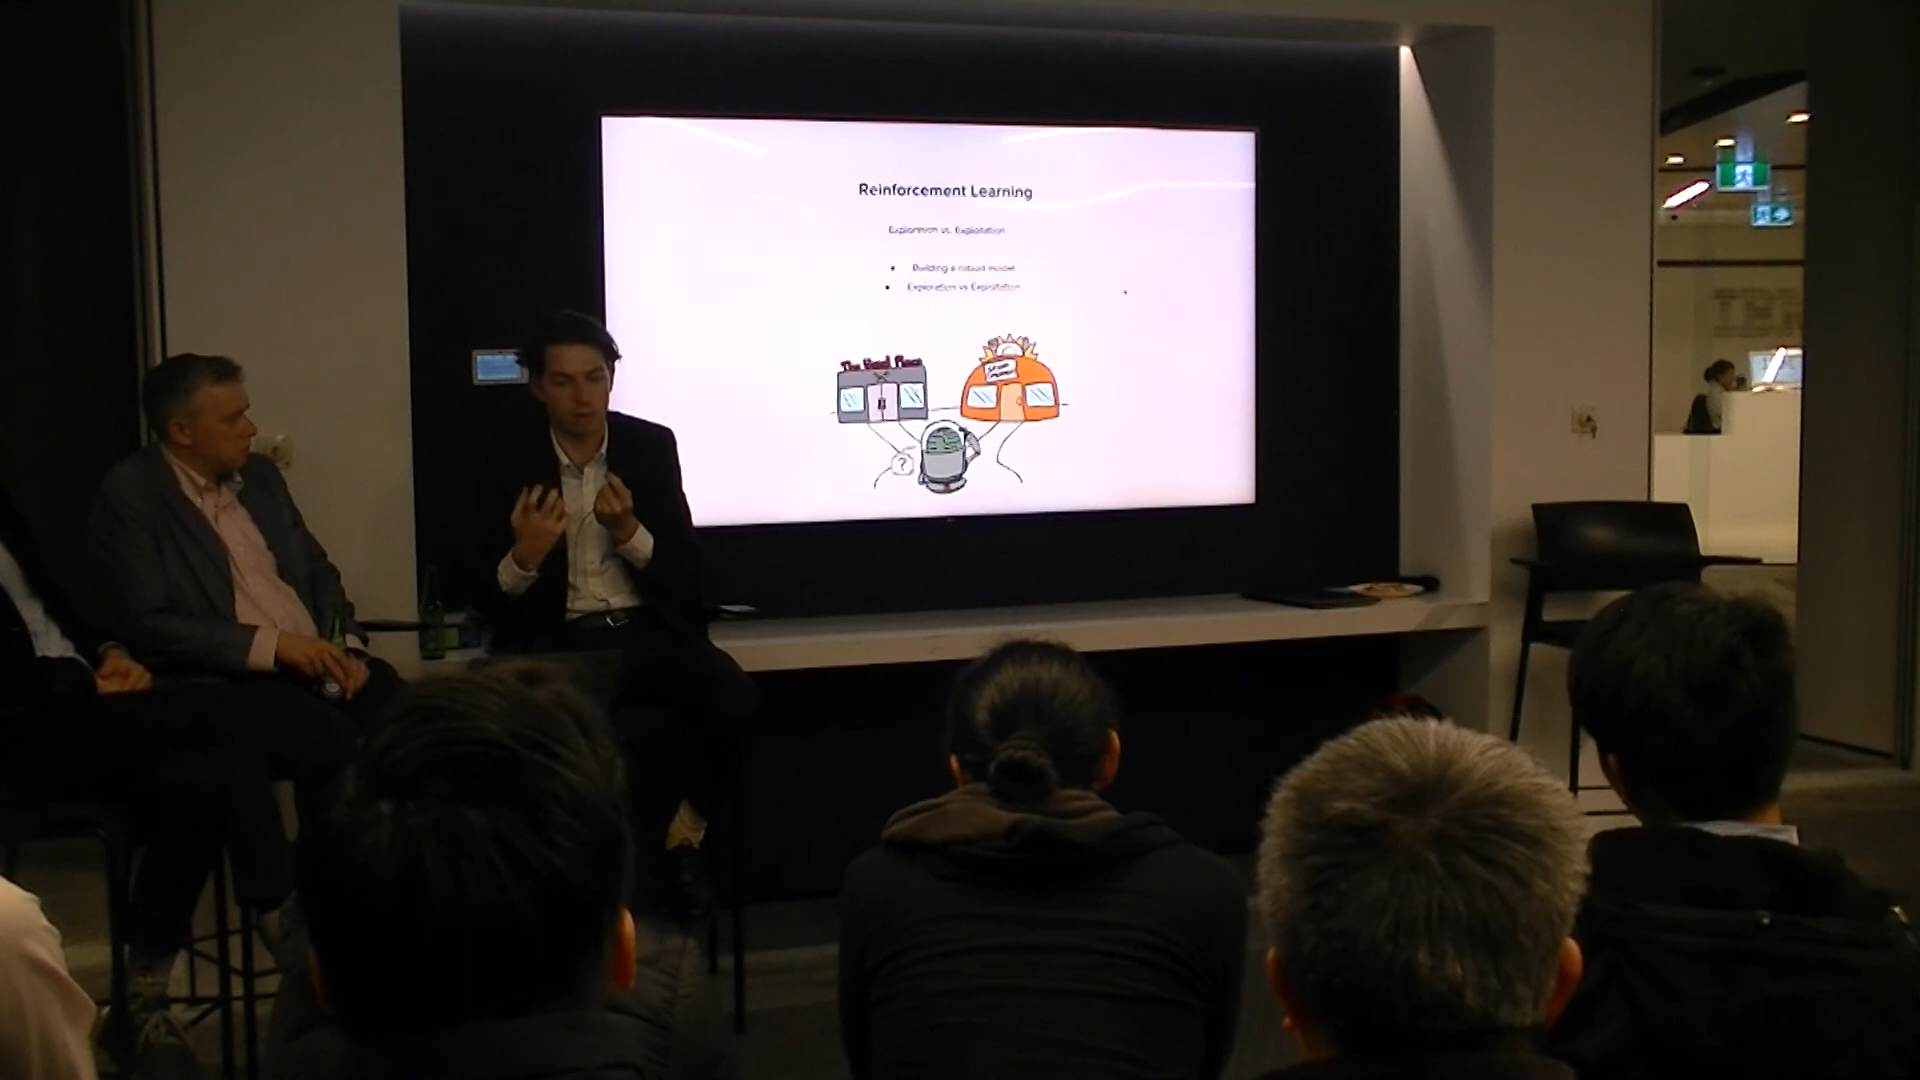 Reinforcement Learning
Exploration vs. Exploitation
Building a robust model
Exploration vs Exploitation
The Usual Place
?